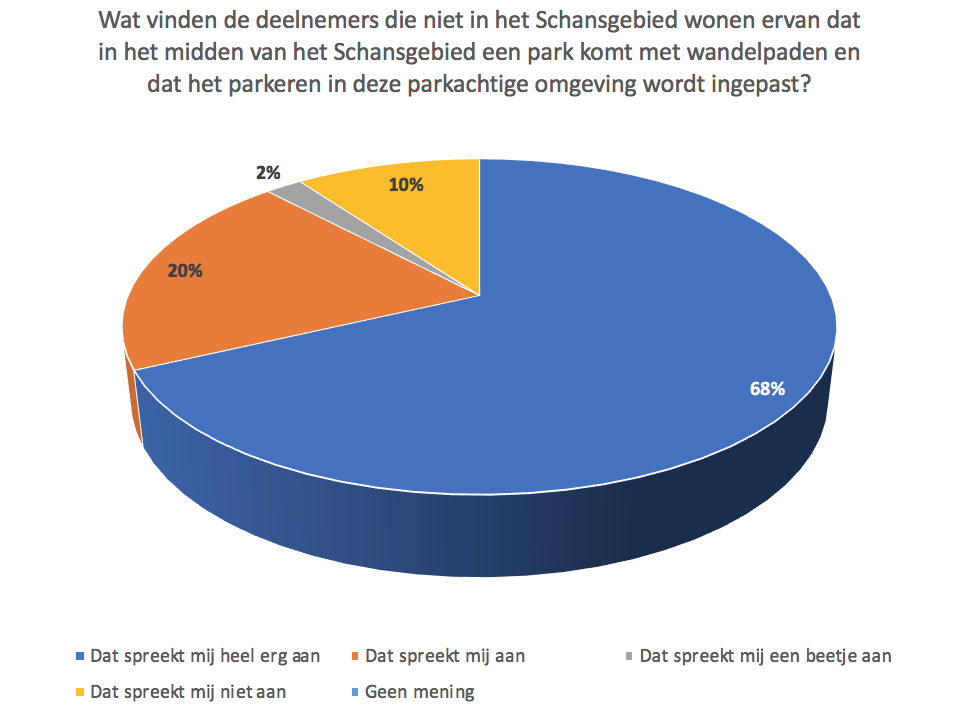 Wat vinden de deelnemers die niet in het Schansgebied wonen ervan dat
in het midden van het Schansgebied een park komt met wandelpaden en
dat het parkeren in deze parkachtige omgeving wordt ingepast?
2%
10%
20%
68%
Dat spreekt mij heel erg aan
Dat spreekt mij aan
Dat spreekt mij een beetje aan
Dat spreekt mij niet aan
Geen mening